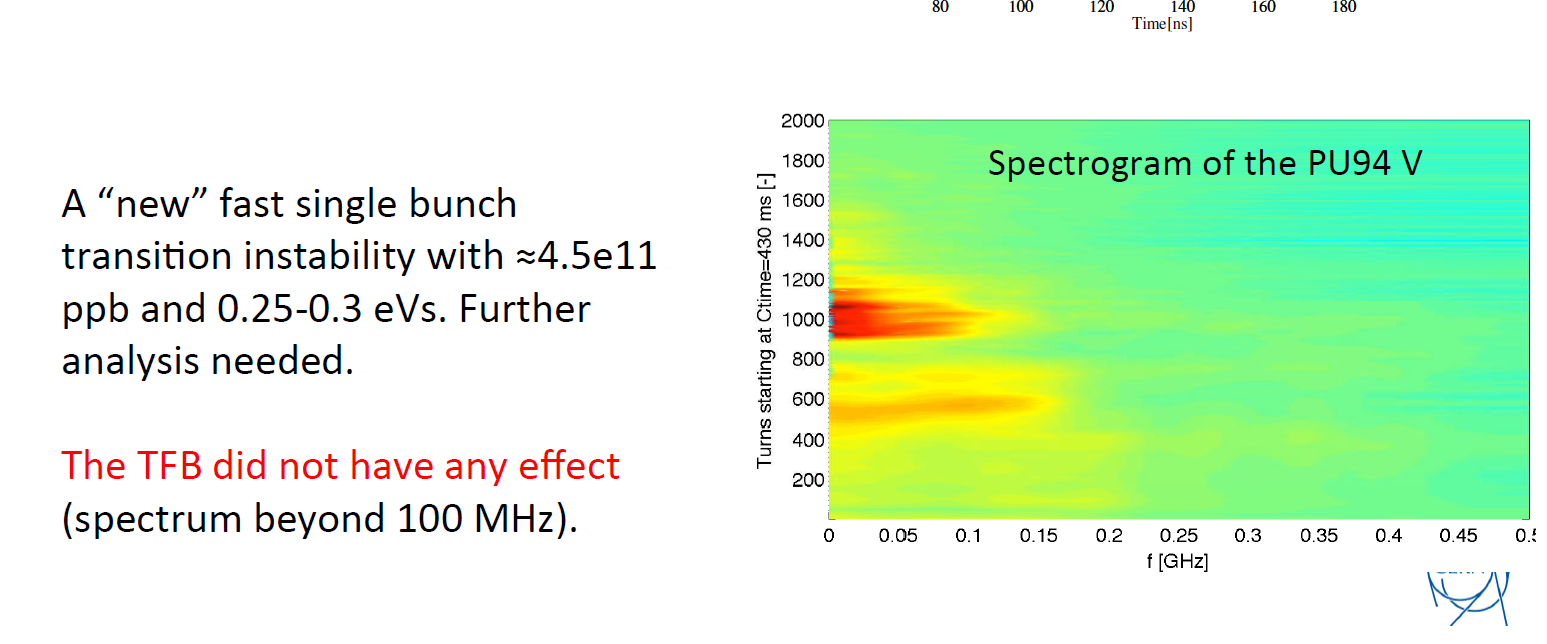 80 100 120 140 160 180
Time[ns]
A “new” fast single bunch
transition instability with ≈4.5e11
ppb and 0.25-0.3 eVs. Further
analysis needed.
The TFB did not have any effect
(spectrum beyond 100 MHz).
Spectrogram of the PU94 V
Turns starting at Ctime=430 ms [-]
2000
1800
1600
1400
1200
1000
800
600
400
200
0 0.05 0.1 0.15 0.2 0.25 0.3 0.35 0.4 0.45
f [GHz]